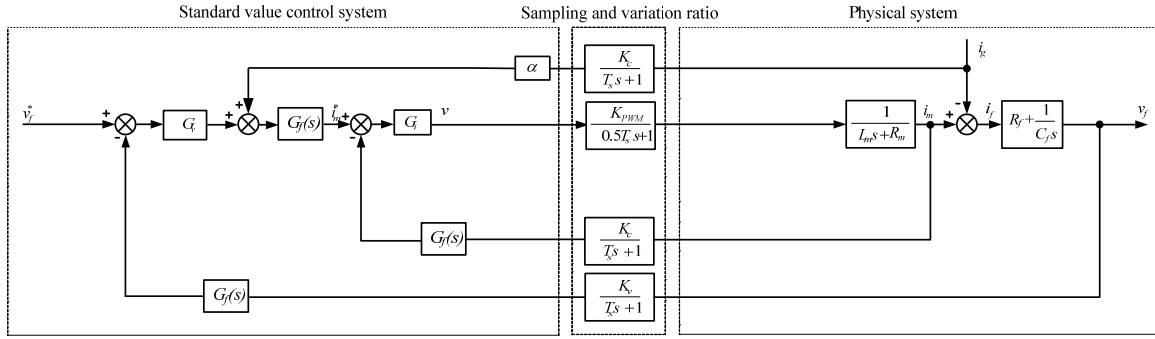 Standard value control system
Sampling and variation ratio
Physical system
α
K_c
T_s s+1
i_g
v_f^*
+
-
G_v
+
+
G_f(s)
i_m^*
+
-
G_i
v
K_PWM
0.5T_s s+1
1
L_m s+R_m
i_m
+
-
i_f
R_f+ 1
C_f s
v_f
G_f(s)
K_c
T_s s+1
G_f(s)
K_v
T_s s+1